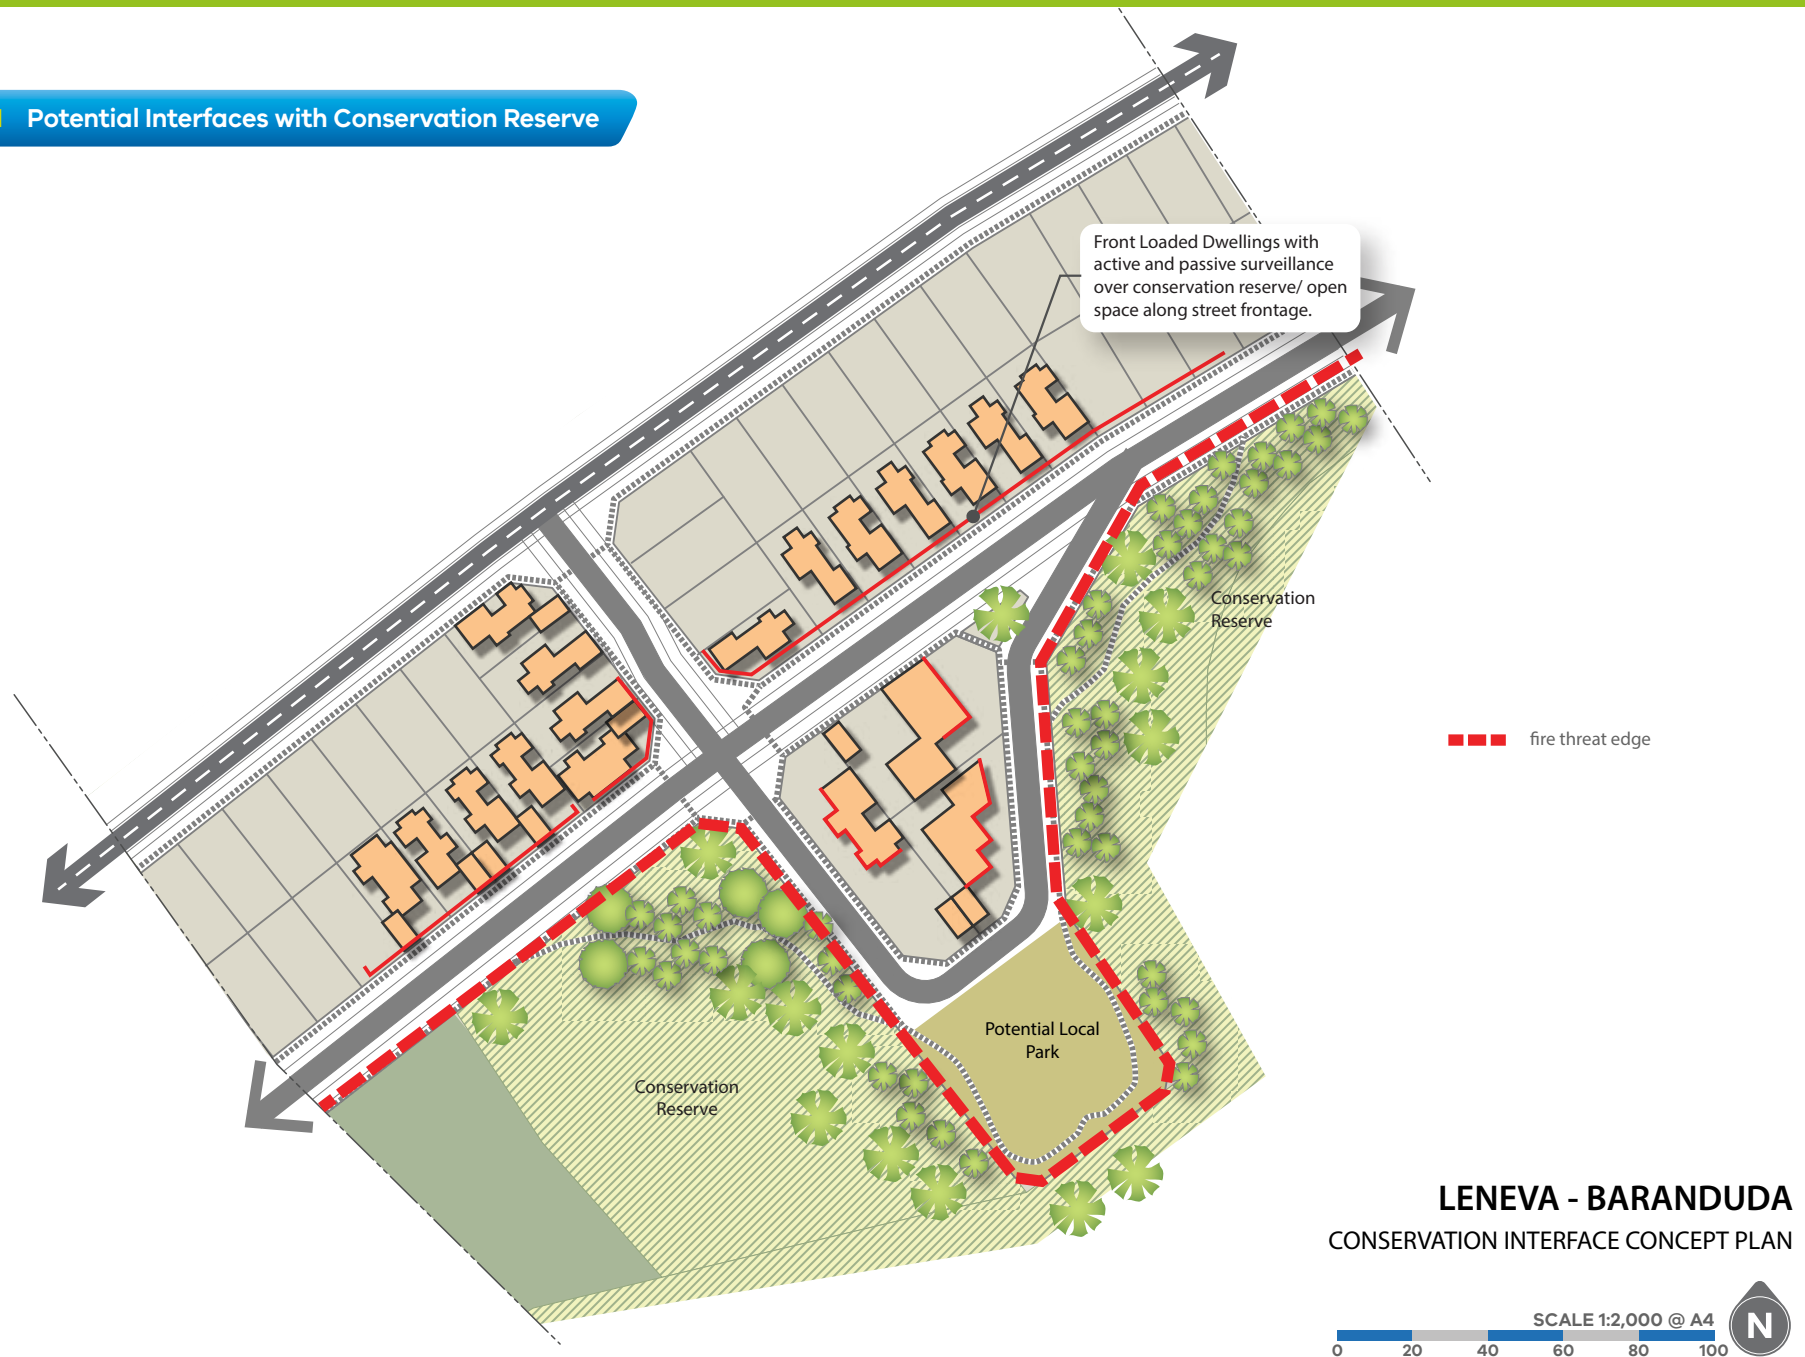 Potential Interfaces with Conservation Reserve
Front Loaded Dwellings with
active and passive surveillance
over conservation reserve/ open
space along street frontage.
Conservation
Reserve
fire threat edge
Potential Local
Park
Conservation
Reserve
LENEVA - BARANDUDA
CONSERVATION INTERFACE CONCEPT PLAN
SCALE 1:2,000 @ A4
N
0 20 40 60 80 100